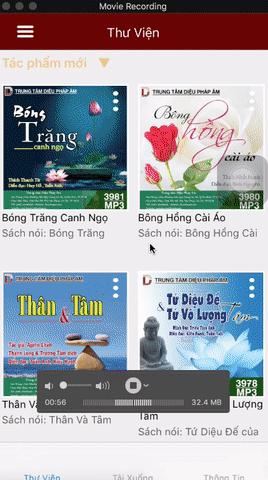 Movie Recording
Thư Viện
Tác phẩm mới ▼
TRUNG TÂM DIỆU PHÁP ÂM
Bóng
Trăng
canh ngọ
3981
MP3
TRUNG TÂM DIỆU PHÁP ÂM
Bông
hồng
cài áo
3980
MP3
Bóng Trăng Canh Ngọ
Sách nói: Bóng Trăng
Bông Hồng Cài Áo
Sách nói: Bông Hồng Cài
TRUNG TÂM DIỆU PHÁP ÂM
Thân
& Tâm
TRUNG TÂM DIỆU PHÁP ÂM
Tứ Diệu Đế
& Tứ Vô Lượng
Tâm
3978
MP3
Thân Và
Sách nói: Thân Và Tâm
Lượng
Tâm
Sách nói: Tứ Diệu Đế của
00:56
32.4 MB
Thư Viện
Tải Xuống
Thông Tin